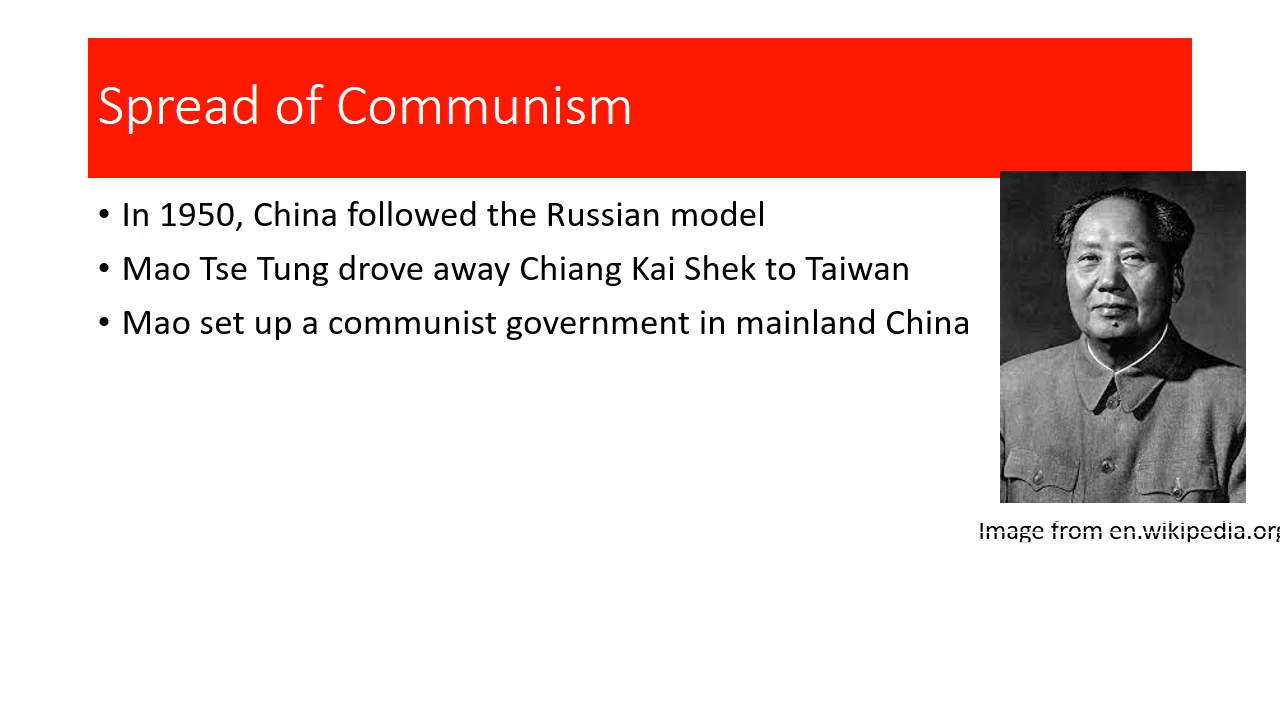 Spread of Communism
• In 1950, China followed the Russian model
• Mao Tse Tung drove away Chiang Kai Shek to Taiwan
• Mao set up a communist government in mainland China
Image from en.wikipedia.org